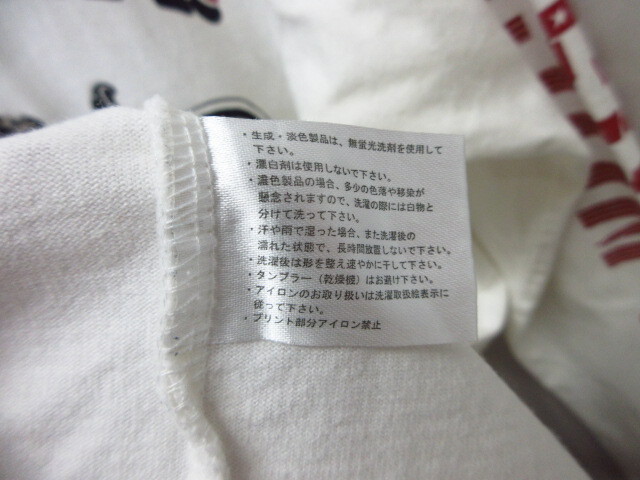 ・生成・淡色製品は、無蛍光洗剤を使用して
下さい。
・漂白剤は使用しないで下さい。
・濃色製品の場合、多少の色落や移染が
懸念されますので、洗濯の際には白物と
分けて洗って下さい。
・汗や雨で湿った場合、また洗濯後の
濡れた状態で、長時間放置しないで下さい。
・洗濯後は形を整え速やかに干して下さい。
・タンブラー（乾燥機）はお避け下さい。
・アイロンのお取り扱いは洗濯取扱絵表示に
従って下さい。
・プリント部分アイロン禁止